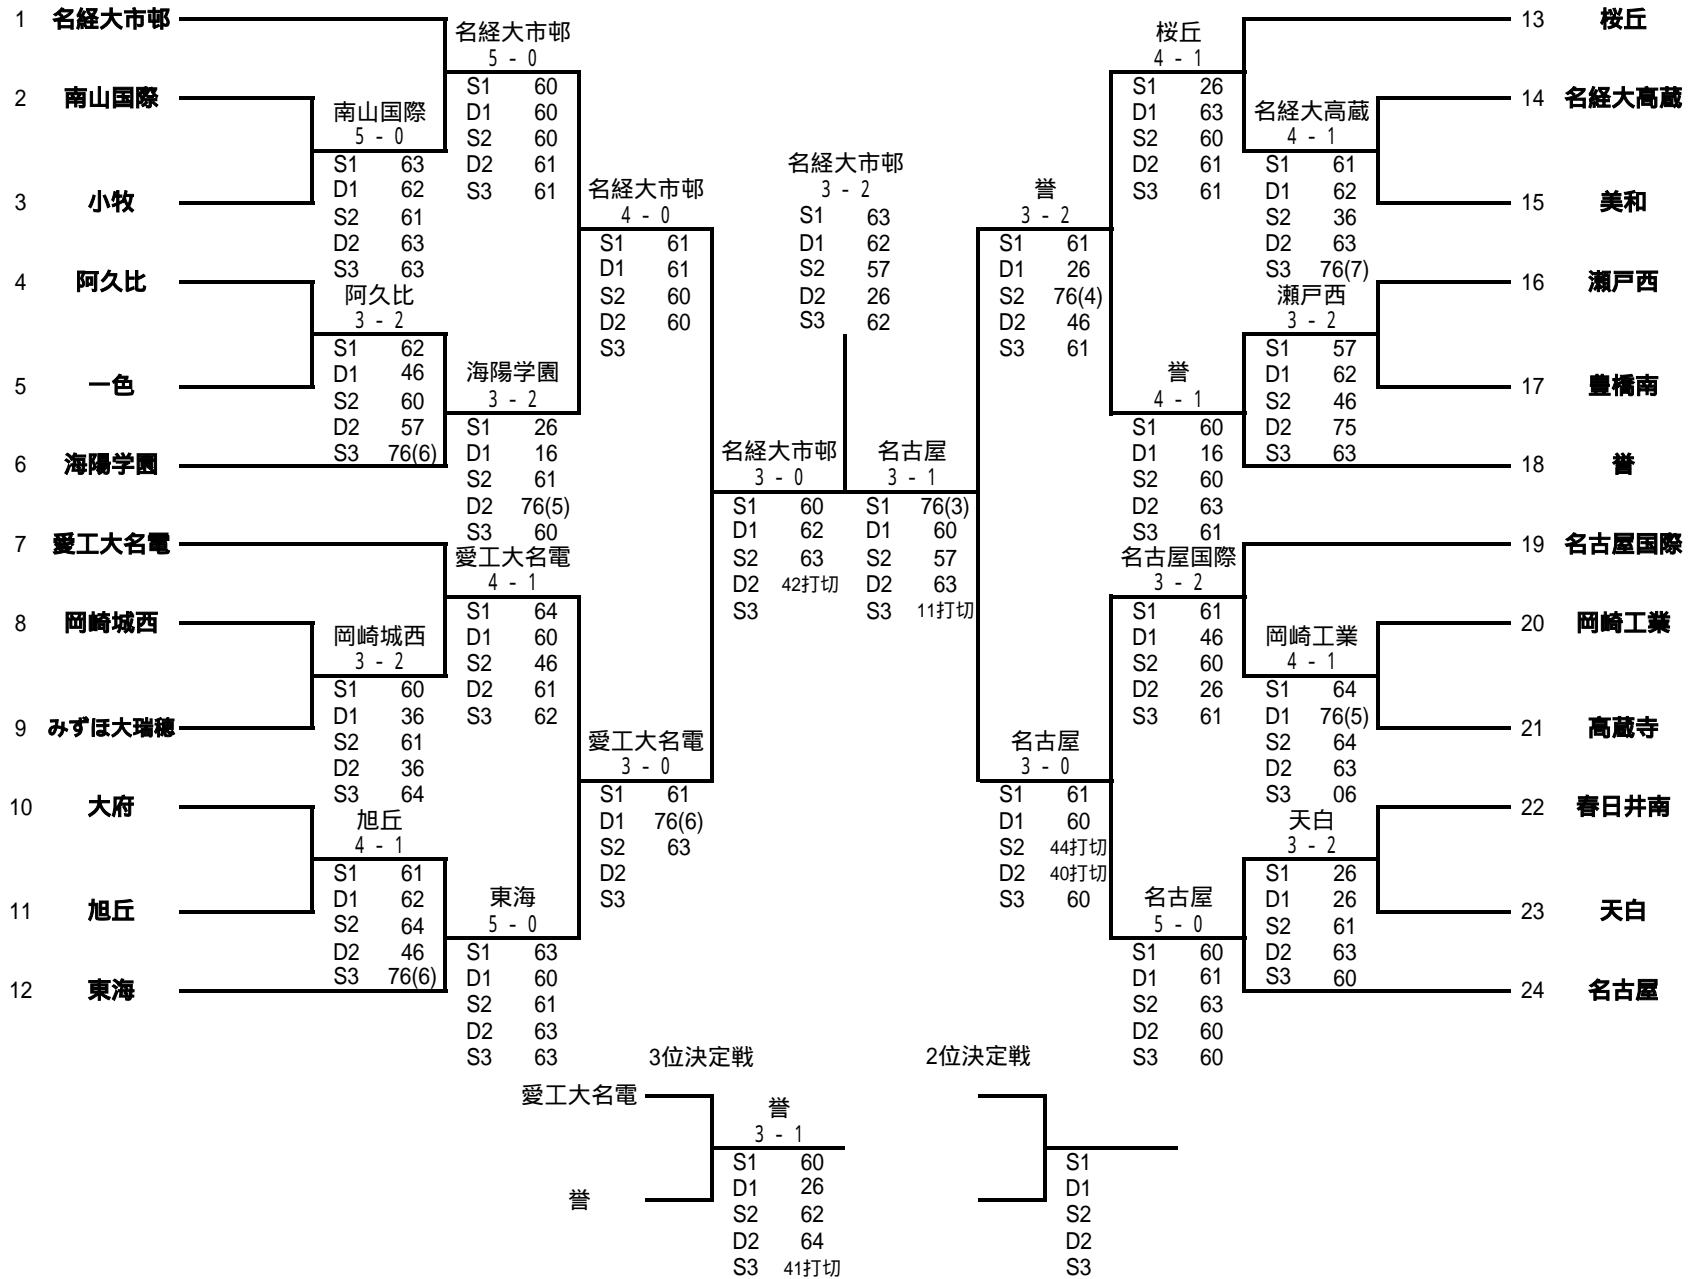 1 名経大市邨
2 南山国際
3 小牧
4 阿久比
5 一色
6 海陽学園
7 愛工大名電
8 岡崎城西
9 みずほ大瑞穂
10 大府
11 旭丘
12 東海
南山国際
5 - 0
S1 63
D1 62
S2 61
D2 63
S3 63
阿久比
3 - 2
S1 62
D1 46
S2 60
D2 57
S3 76(6)
岡崎城西
3 - 2
S1 60
D1 36
S2 61
D2 36
S3 64
旭丘
4 - 1
S1 61
D1 62
S2 64
D2 46
S3 76(6)
名経大市邨
5 - 0
S1 60
D1 60
S2 60
D2 61
S3 61
海陽学園
3 - 2
S1 26
D1 16
S2 61
D2 76(5)
S3 60
愛工大名電
4 - 1
S1 64
D1 60
S2 46
D2 61
S3 62
東海
5 - 0
S1 63
D1 60
S2 61
D2 63
S3 63
名経大市邨
4 - 0
S1 61
D1 61
S2 60
D2 60
S3
愛工大名電
3 - 0
S1 61
D1 76(6)
S2 63
D2
S3
名経大市邨
3 - 0
S1 60
D1 62
S2 63
D2 42打切
S3
名経大市邨
3 - 2
S1 63
D1 62
S2 57
D2 26
S3 62
名古屋
3 - 1
S1 76(3)
D1 60
S2 57
D2 63
S3 11打切
誉
3 - 2
S1 61
D1 26
S2 76(4)
D2 46
S3 61
名古屋
3 - 0
S1 61
D1 60
S2 44打切
D2 40打切
S3 60
桜丘
4 - 1
S1 26
D1 63
S2 60
D2 61
S3 61
誉
4 - 1
S1 60
D1 16
S2 60
D2 63
S3 61
名古屋国際
3 - 2
S1 61
D1 46
S2 60
D2 26
S3 61
名古屋
5 - 0
S1 60
D1 61
S2 63
D2 60
S3 60
名経大高蔵
4 - 1
S1 61
D1 62
S2 36
D2 63
S3 76(7)
瀬戸西
3 - 2
S1 57
D1 62
S2 46
D2 75
S3 63
岡崎工業
4 - 1
S1 64
D1 76(5)
S2 64
D2 63
S3 06
天白
3 - 2
S1 26
D1 26
S2 61
D2 63
S3 60
13 桜丘
14 名経大高蔵
15 美和
16 瀬戸西
17 豊橋南
18 誉
19 名古屋国際
20 岡崎工業
21 高蔵寺
22 春日井南
23 天白
24 名古屋
3位決定戦
愛工大名電
誉
誉
3 - 1
S1 60
D1 26
S2 62
D2 64
S3 41打切
2位決定戦
S1
D1
S2
D2
S3